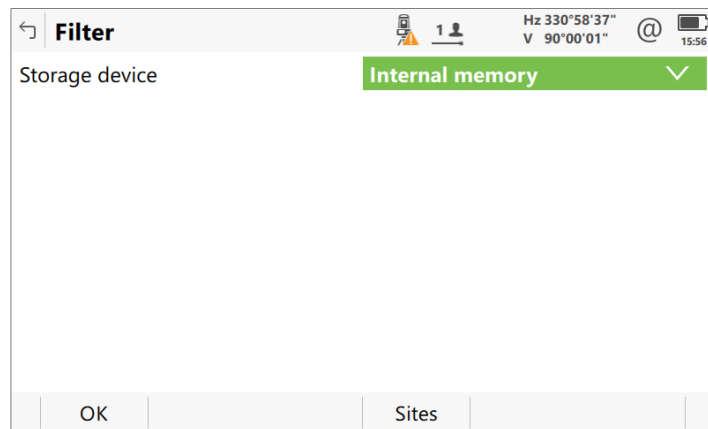 Filter
1
Hz 330°58'37"
V 90°00'01"
@
15:56
Storage device
Internal memory
OK
Sites